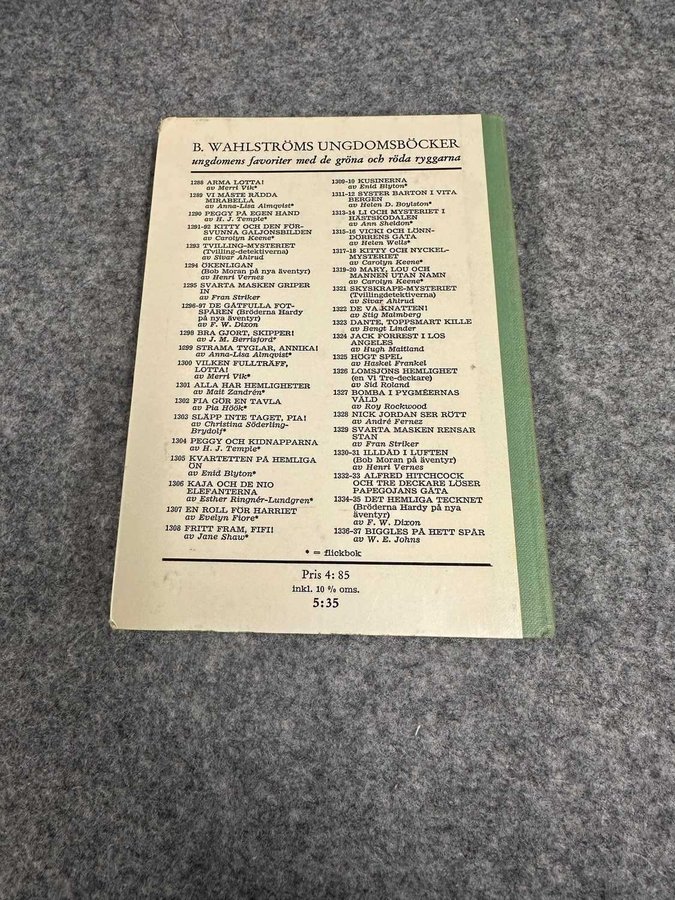 B. WAHLSTRÖMS UNGDOMSBÖCKER
ungdomens favoriter med de gröna och röda ryggarna
1288 ARMA LOTTA!
av Merri Vik*
1289 VI MÅSTE RÄDDA
MIRABELLA
av Anna-Lisa Almqvist*
1290 PEGGY PÅ EGEN HAND
av H. J. Temple*
1291-92 KITTY OCH DEN FÖR-
SVUNNA GALJONSBILDEN
av Carolyn Keene*
1293 TVILLING-MYSTERIET
(Tvilling-detektiverna)
av Sivar Ahlrud
1294 ÖKENLIGAN
(Bob Moran på nya äventyr)
av Henri Vernes
1295 SVARTA MASKEN GRIPER
IN
av Fran Striker
1296-97 DE GÅTFULLA FOT-
SPÅREN (Bröderna Hardy
på nya äventyr)
av F. W. Dixon
1298 BRA GJORT, SKIPPER!
av J. M. Berrisford*
1299 STRAMA TYGLAR, ANNIKA!
av Anna-Lisa Almqvist*
1300 VILKEN FULLTRÄFF,
LOTTA!
av Merri Vik*
1301 ALLA HAR HEMLIGHETER
av Mait Zandrén*
1302 FIA GÖR EN TAVLA
av Pia Höök*
1303 SLÄPP INTE TAGET, PIA!
av Christina Söderling-
Brydolf*
1304 PEGGY OCH KIDNAPPARNA
av H. J. Temple*
1305 KVARTETTEN PÅ HEMLIGA
ÖN
av Enid Blyton*
1306 KAJA OCH DE NIO
ELEFANTERNA
av Esther Ringnér-Lundgren*
1307 EN ROLL FÖR HARRIET
av Evelyn Fiore*
1308 FRITT FRAM, FIFI!
av Jane Shaw*
1309-10 KUSINERNA
av Enid Blyton*
1311-12 SYSTER BARTON I VITA
BERGEN
av Helen D. Boylston*
1313-14 LI OCH MYSTERIET I
HÄSTSKODALEN
av Ann Sheldon*
1315-16 VICKI OCH LÖNN-
DÖRRENS GÅTA
av Helen Wells*
1317-18 KITTY OCH NYCKEL-
MYSTERIET
av Carolyn Keene*
1319-20 MARY, LOU OCH
MANNEN UTAN NAMN
av Carolyn Keene*
1321 SKYSKRAPE-MYSTERIET
(Tvillingdetektiverna)
av Sivar Ahlrud
1322 DE VA KNATTEN!
av Stig Malmberg
1323 DANTE, TOPPSMART KILLE
av Bengt Linder
1324 JACK FORREST I LOS
ANGELES
av Hugh Maitland
1325 HÖGT SPEL
av Haskel Frankel
1326 LOMSJÖNS HEMLIGHET
(en Vi Tre-deckare)
av Sid Roland
1327 BOMBA I PYGMÉERNAS
VÅLD
av Roy Rockwood
1328 NICK JORDAN SER RÖTT
av André Fernez
1329 SVARTA MASKEN RENSAR
STAN
av Fran Striker
1330-31 ILLDÅD I LUFTEN
(Bob Moran på äventyr)
av Henri Vernes
1332-33 ALFRED HITCHCOCK
OCH TRE DECKARE LÖSER
PAPEGOJANS GÅTA
1334-35 DET HEMLIGA TECKNET
(Bröderna Hardy på nya
äventyr)
av F. W. Dixon
1336-37 BIGGLES PÅ HETT SPÅR
av W. E. Johns
* = flickbok
Pris 4: 85
inkl. 10 % oms.
5:35